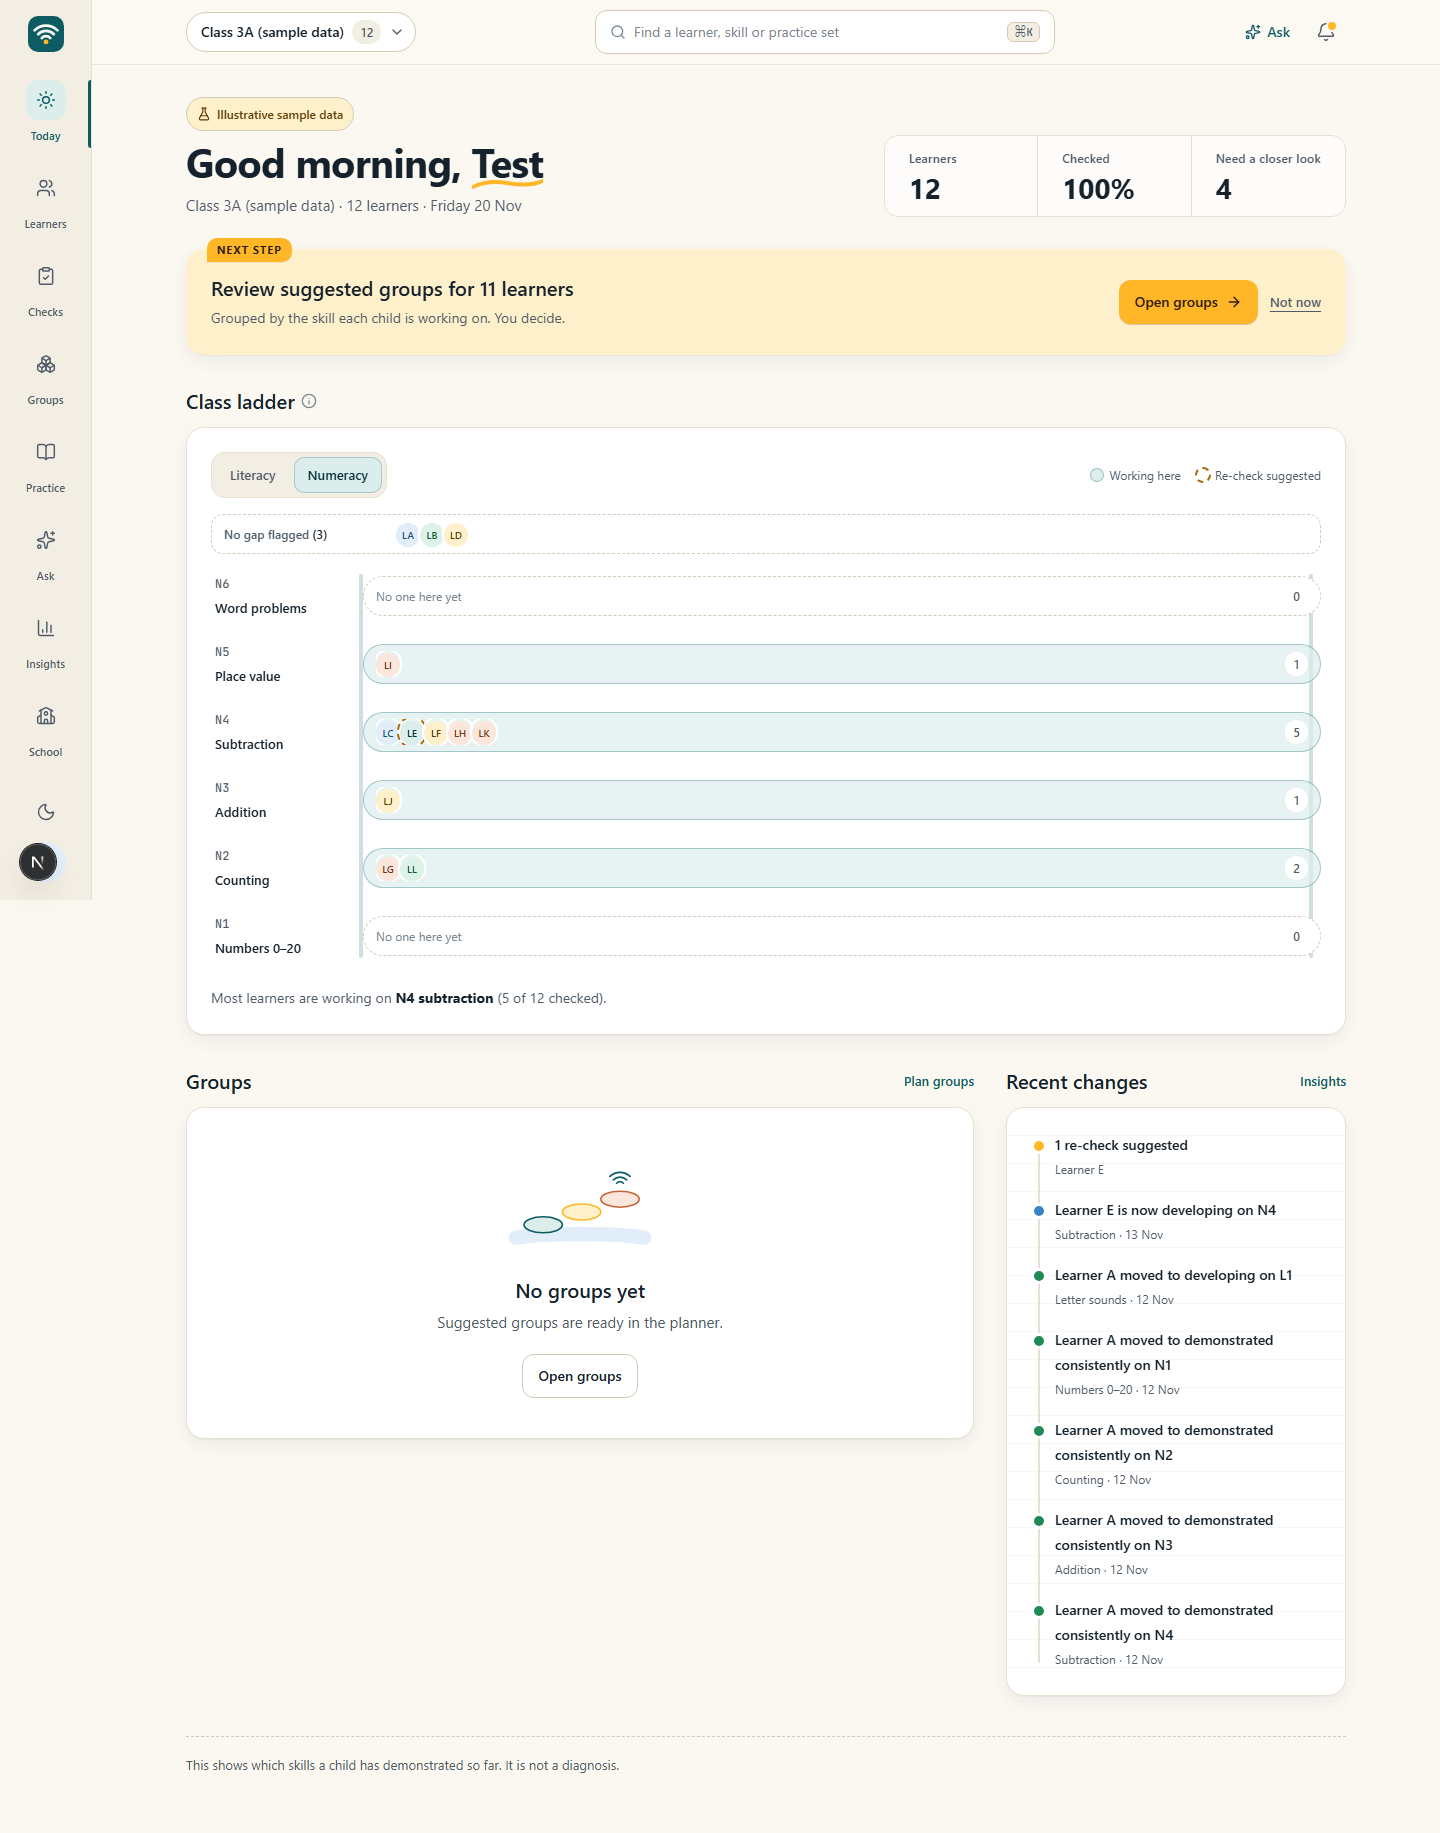 Class 3A (sample data) 12
Find a learner, skill or practice set
⌘K
Ask
Today
Learners
Checks
Groups
Practice
Ask
Insights
School
N
Illustrative sample data
Good morning, Test
Class 3A (sample data) · 12 learners · Friday 20 Nov
Learners
12
Checked
100%
Need a closer look
4
NEXT STEP
Review suggested groups for 11 learners
Grouped by the skill each child is working on. You decide.
Open groups
Not now
Class ladder
Literacy
Numeracy
Working here
Re-check suggested
No gap flagged (3)
LA LB LD
N6
Word problems
No one here yet
0
N5
Place value
LI
1
N4
Subtraction
LC LE LF LH LK
5
N3
Addition
LJ
1
N2
Counting
LG LL
2
N1
Numbers 0–20
No one here yet
0
Most learners are working on N4 subtraction (5 of 12 checked).
Groups
Plan groups
No groups yet
Suggested groups are ready in the planner.
Open groups
Recent changes
Insights
1 re-check suggested
Learner E
Learner E is now developing on N4
Subtraction · 13 Nov
Learner A moved to developing on L1
Letter sounds · 12 Nov
Learner A moved to demonstrated
consistently on N1
Numbers 0–20 · 12 Nov
Learner A moved to demonstrated
consistently on N2
Counting · 12 Nov
Learner A moved to demonstrated
consistently on N3
Addition · 12 Nov
Learner A moved to demonstrated
consistently on N4
Subtraction · 12 Nov
This shows which skills a child has demonstrated so far. It is not a diagnosis.